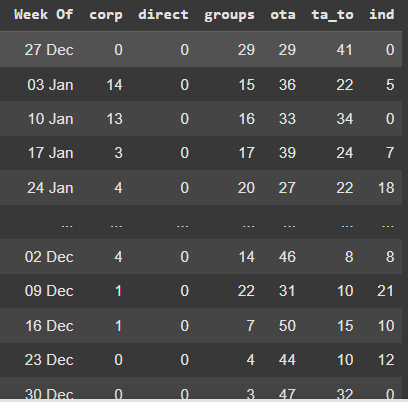 Week Of corp direct groups ota ta_to ind
27 Dec 0 0 29 29 41 0
03 Jan 14 0 15 36 22 5
10 Jan 13 0 16 33 34 0
17 Jan 3 0 17 39 24 7
24 Jan 4 0 20 27 22 18
... ... ... ... ... ... ...
02 Dec 4 0 14 46 8 8
09 Dec 1 0 22 31 10 21
16 Dec 1 0 7 50 15 10
23 Dec 0 0 4 44 10 12
30 Dec 0 0 3 47 32 0